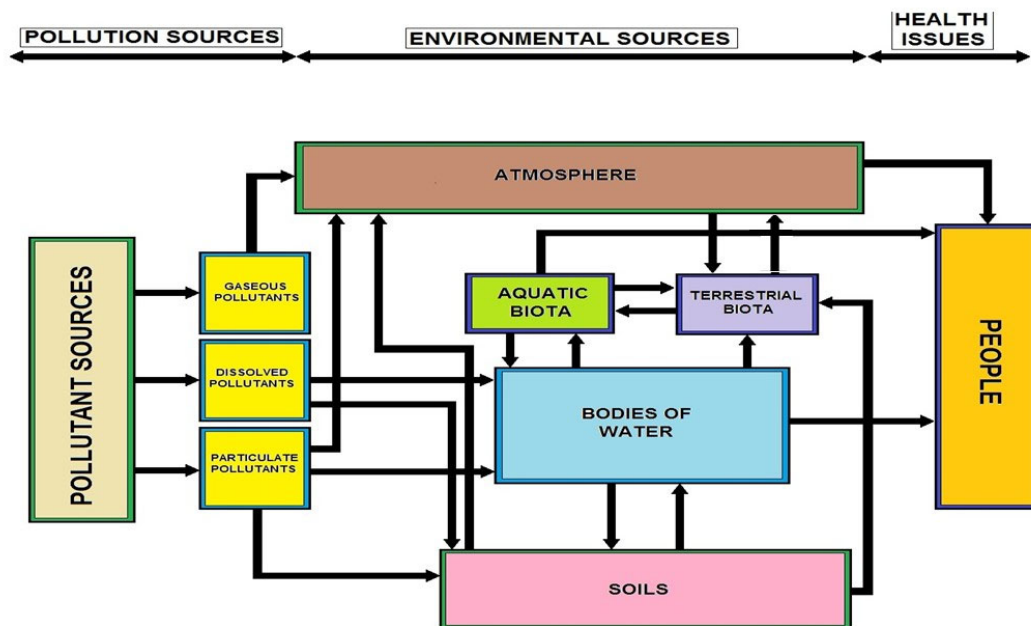 POLLUTION SOURCES
ENVIRONMENTAL SOURCES
HEALTH
ISSUES
ATMOSPHERE
POLLUTANT SOURCES
GASEOUS
POLLUTANTS
DISSOLVED
POLLUTANTS
PARTICULATE
POLLUTANTS
AQUATIC
BIOTA
TERRESTRIAL
BIOTA
BODIES OF
WATER
SOILS
PEOPLE